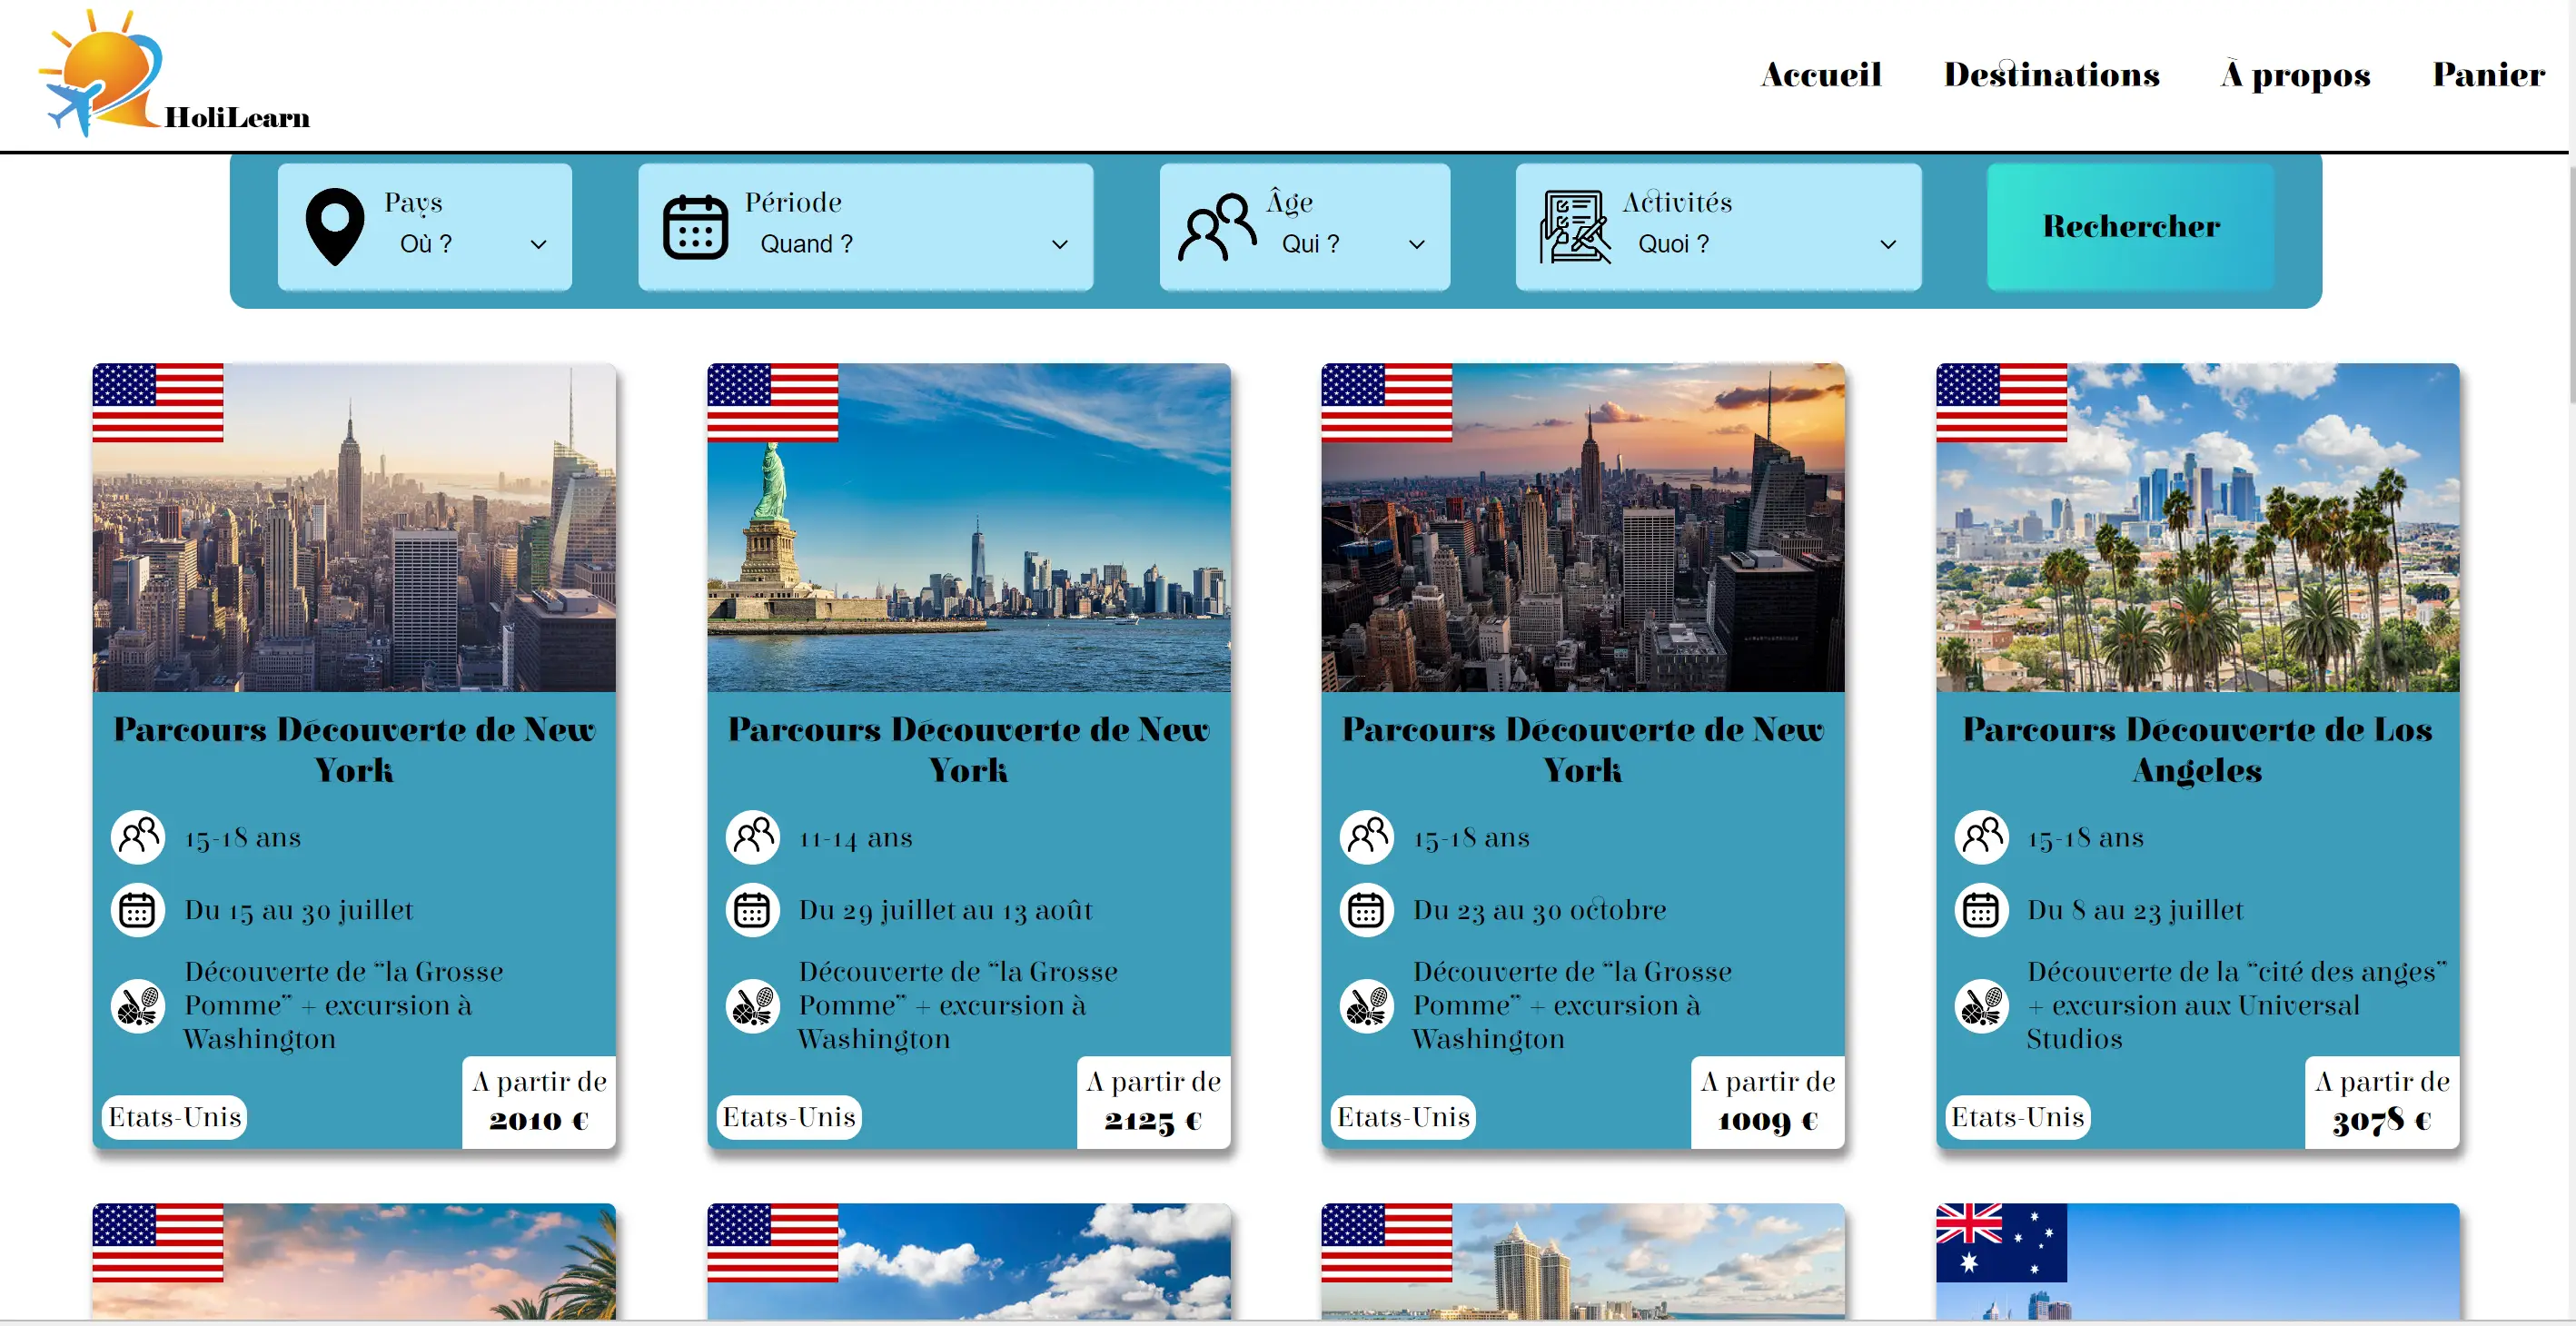 HoliLearn
Accueil
Destinations
À propos
Panier
Pays
Où ?
Période
Quand ?
Âge
Qui ?
Activités
Quoi ?
Rechercher
Parcours Découverte de New
York
15-18 ans
Du 15 au 30 juillet
Découverte de “la Grosse
Pomme” + excursion à
Washington
Etats-Unis
A partir de
2010 €
Parcours Découverte de New
York
11-14 ans
Du 29 juillet au 13 août
Découverte de “la Grosse
Pomme” + excursion à
Washington
Etats-Unis
A partir de
2125 €
Parcours Découverte de New
York
15-18 ans
Du 23 au 30 octobre
Découverte de “la Grosse
Pomme” + excursion à
Washington
Etats-Unis
A partir de
1009 €
Parcours Découverte de Los
Angeles
15-18 ans
Du 8 au 23 juillet
Découverte de la “cité des anges”
+ excursion aux Universal
Studios
Etats-Unis
A partir de
3078 €